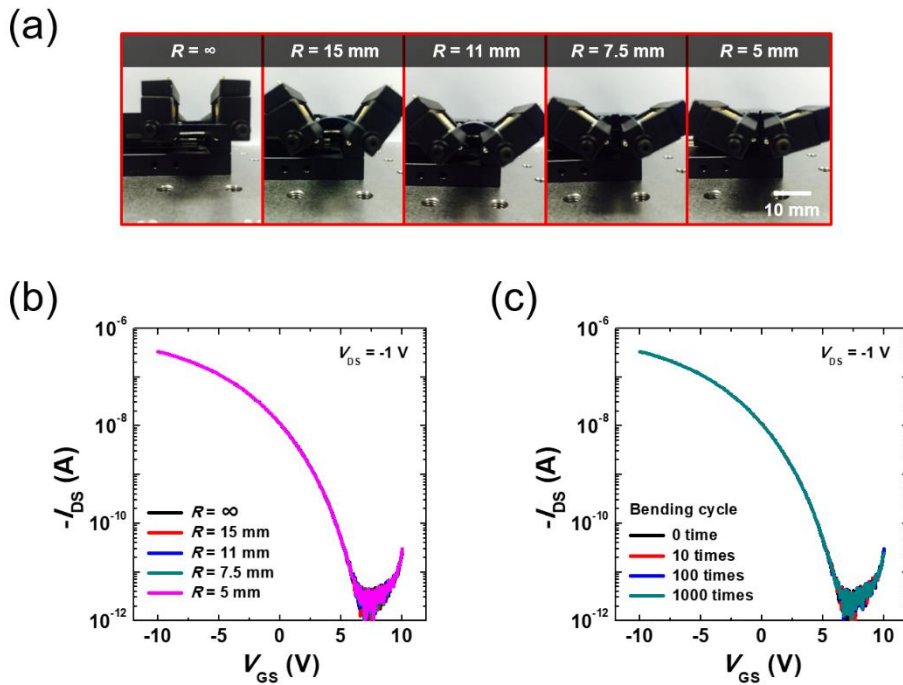 (a)
R = ∞
R = 15 mm
R = 11 mm
R = 7.5 mm
R = 5 mm
10 mm
(b)
10⁻⁶
10⁻⁸
10⁻¹⁰
10⁻¹²
-I_DS (A)
V_DS = -1 V
R = ∞
R = 15 mm
R = 11 mm
R = 7.5 mm
R = 5 mm
-10
-5
0
5
10
V_GS (V)
(c)
10⁻⁶
10⁻⁸
10⁻¹⁰
10⁻¹²
-I_DS (A)
V_DS = -1 V
Bending cycle
0 time
10 times
100 times
1000 times
-10
-5
0
5
10
V_GS (V)